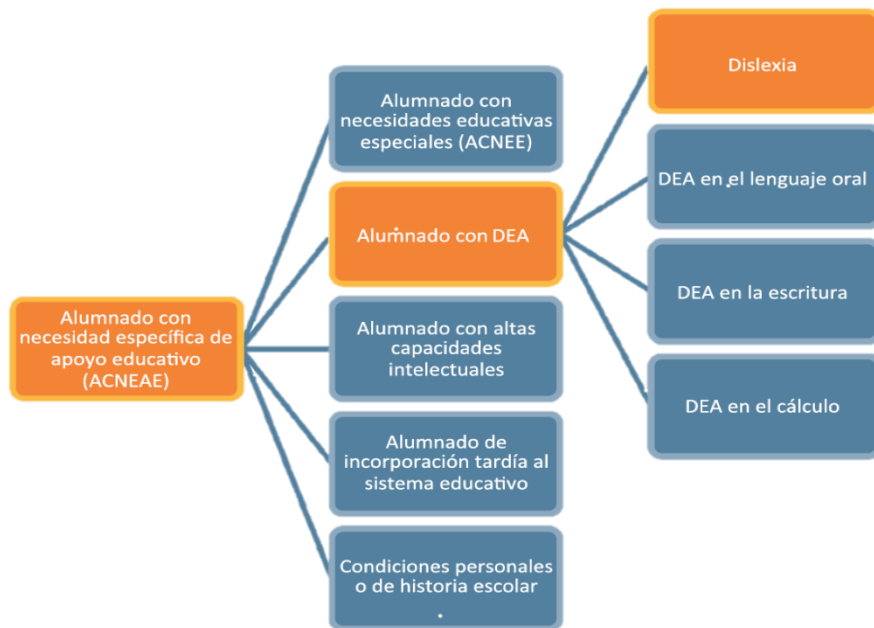 Alumnado con
necesidad específica de
apoyo educativo
(ACNEAE)
Alumnado con
necesidades educativas
especiales (ACNEE)
Alumnado con DEA
Alumnado con altas
capacidades
intelectuales
Alumnado de
incorporación tardía al
sistema educativo
Condiciones personales
o de historia escolar
.
Dislexia
DEA en el lenguaje oral
DEA en la escritura
DEA en el cálculo